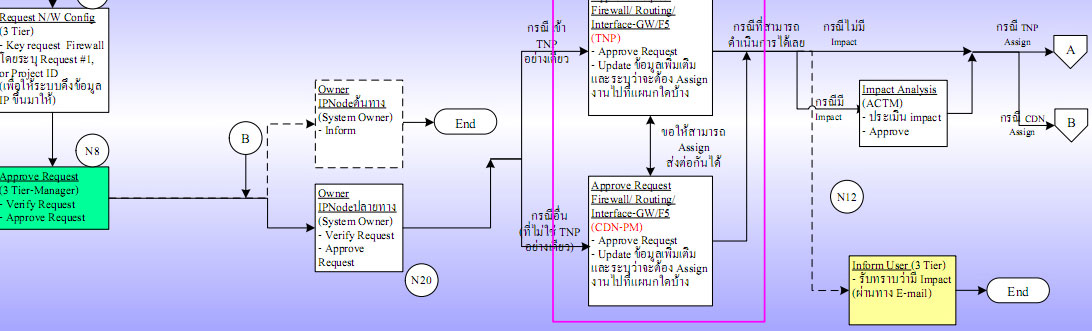 Request N/W Config
(3 Tier)
- Key request Firewall
โดยระบุ Request #1,
or Project ID
(เพื่อให้ระบบดึงข้อมูล
IP ขึ้นมาให้)
N8
Approve Request
(3 Tier-Manager)
- Verify Request
- Approve Request
B
Owner
IPNodeต้นทาง
(System Owner)
- Inform
End
Owner
IPNodeปลายทาง
(System Owner)
- Verify Request
- Approve
Request
N20
กรณี เข้า
TNP
อย่างเดียว
กรณีอื่น
(ที่ไม่ใช่ TNP
อย่างเดียว)
Firewall/ Routing/
Interface-GW/F5
(TNP)
- Approve Request
- Update ข้อมูลเพิ่มเติม
และระบุว่าจะต้อง Assign
งานไปที่แผนกใดบ้าง
ขอให้สามารถ
Assign
ส่งต่อกันได้
Approve Request
Firewall/ Routing/
Interface-GW/F5
(CDN-PM)
- Approve Request
- Update ข้อมูลเพิ่มเติม
และระบุว่าจะต้อง Assign
งานไปที่แผนกใดบ้าง
กรณีที่สามารถ
ดำเนินการได้เลย
กรณีไม่มี
Impact
กรณีมี
Impact
Impact Analysis
(ACTM)
- ประเมิน impact
- Approve
กรณี TNP
Assign
A
กรณี CDN
Assign
B
N12
Inform User (3 Tier)
- รับทราบว่ามี Impact
(ผ่านทาง E-mail)
End